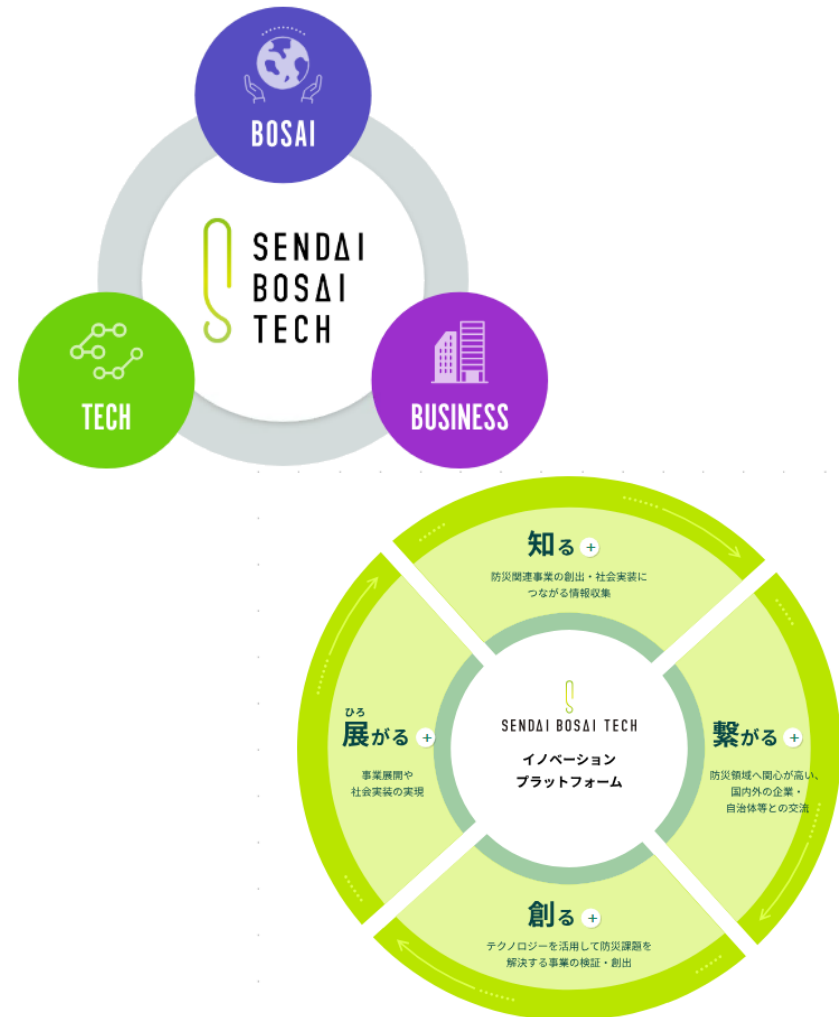 BOSAI
SENDAI
BOSAI
TECH
TECH
BUSINESS
知る +
防災関連事業の創出・社会実装に
つながる情報収集
SENDAI BOSAI TECH
イノベーション
プラットフォーム
ひろ
展がる +
事業展開や
社会実装の実現
繋がる +
防災領域へ関心が高い、
国内外の企業・
自治体等との交流
創る +
テクノロジーを活用して防災課題を
解決する事業の検証・創出